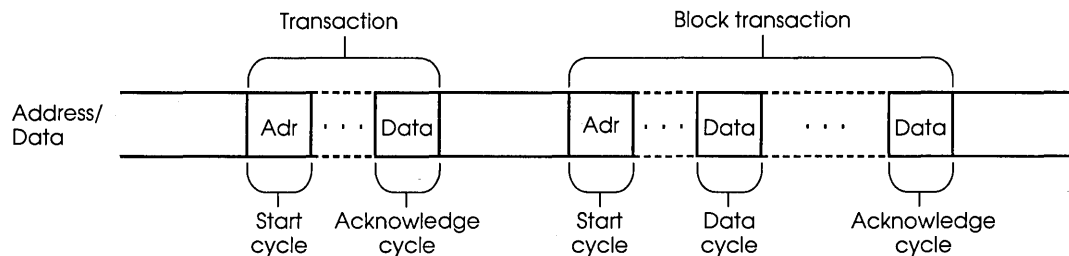 Transaction
Block transaction
Address/
Data
Adr
. . .
Data
Adr
. . .
Data
. . .
Data
Start
cycle
Acknowledge
cycle
Start
cycle
Data
cycle
Acknowledge
cycle